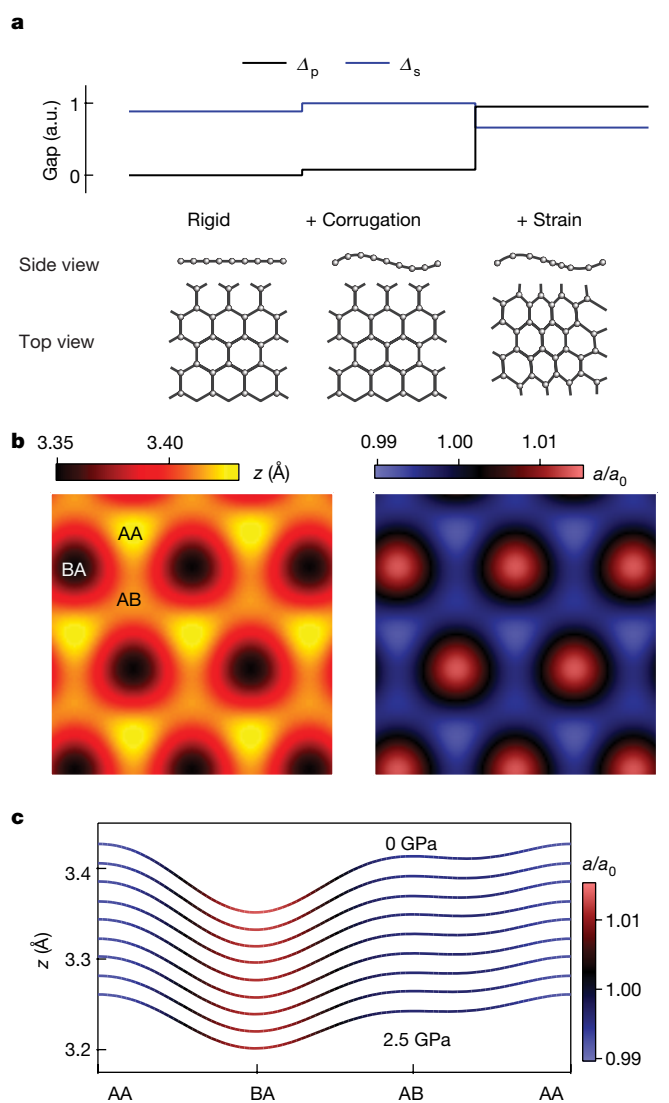 a
Δp Δs
1
Gap (a.u.)
0
Rigid + Corrugation + Strain
Side view
Top view
b
3.35 3.40 z (Å)
0.99 1.00 1.01 a/a0
AA
BA
AB
c
0 GPa
a/a0
3.4
1.01
z (Å)
3.3
1.00
2.5 GPa
3.2
0.99
AA BA AB AA